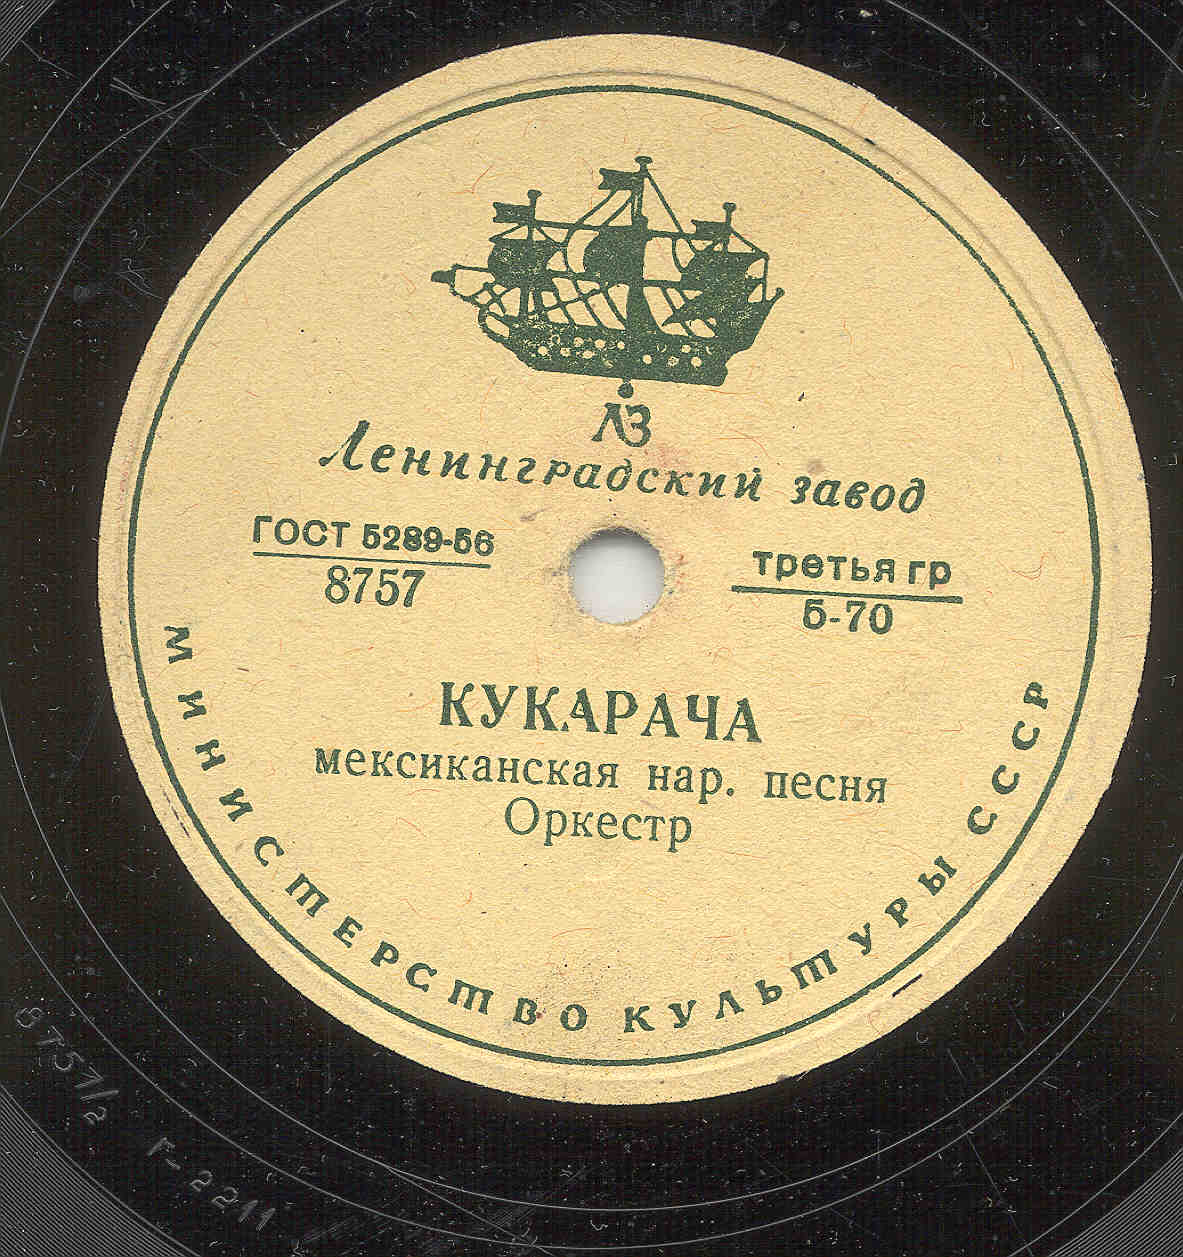 ЛЗ
Ленинградский завод
ГОСТ 5289-56
8757
третья гр
Б-70
КУКАРАЧА
мексиканская нар. песня
Оркестр
МИНИСТЕРСТВО КУЛЬТУРЫ СССР
8757/2 Г-2211